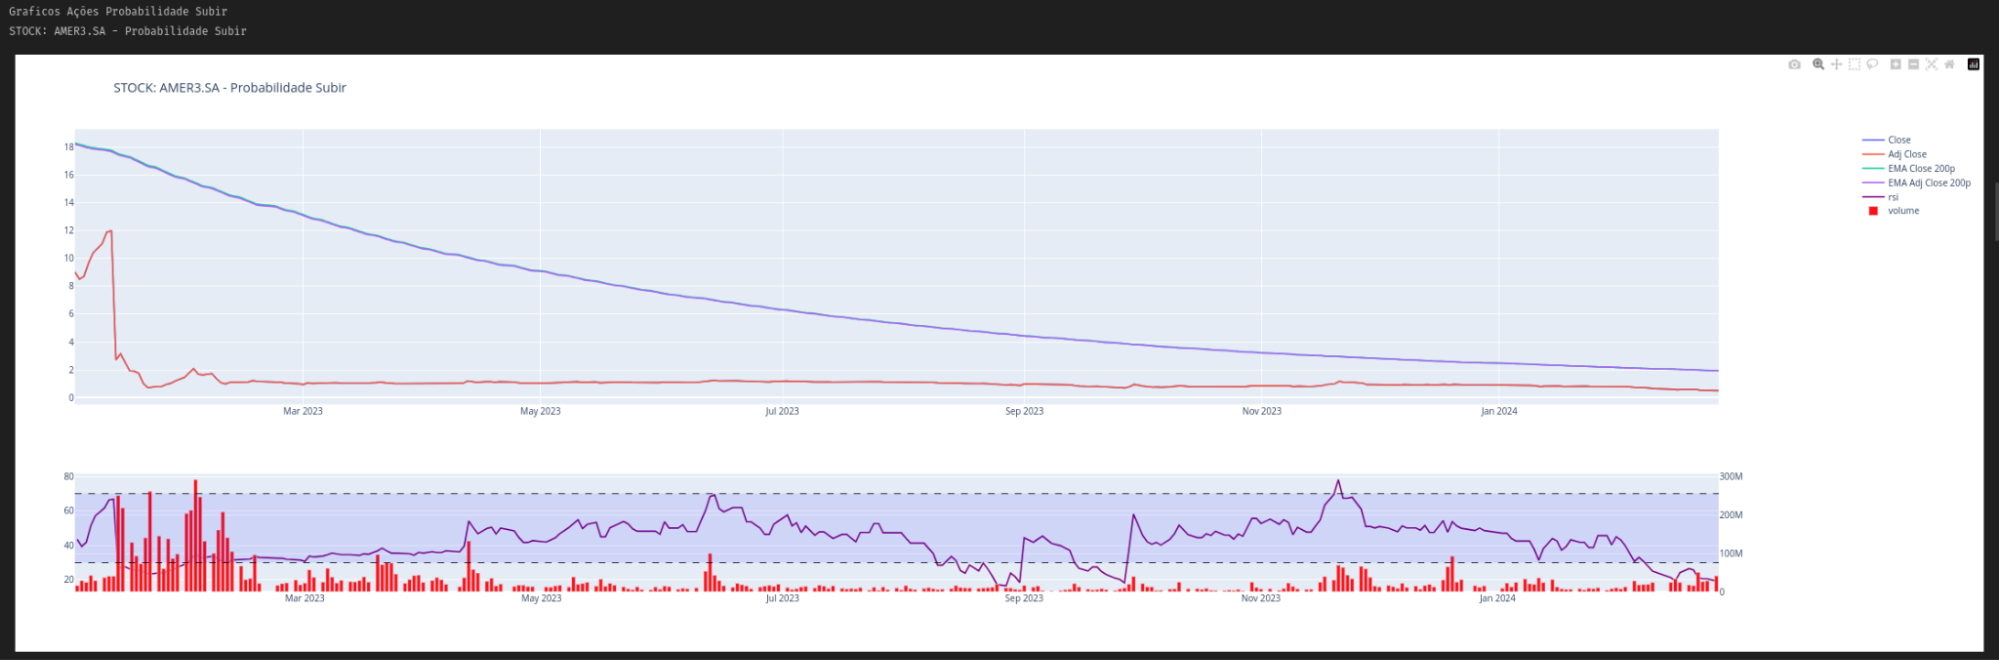 Graficos Ações Probabilidade Subir
STOCK: AMER3.SA - Probabilidade Subir
STOCK: AMER3.SA - Probabilidade Subir
18
16
14
12
10
8
6
4
2
0
Mar 2023 May 2023 Jul 2023 Sep 2023 Nov 2023 Jan 2024
Close
Adj Close
EMA Close 200p
EMA Adj Close 200p
rsi
volume
80
60
40
20
300M
200M
100M
0
Mar 2023 May 2023 Jul 2023 Sep 2023 Nov 2023 Jan 2024